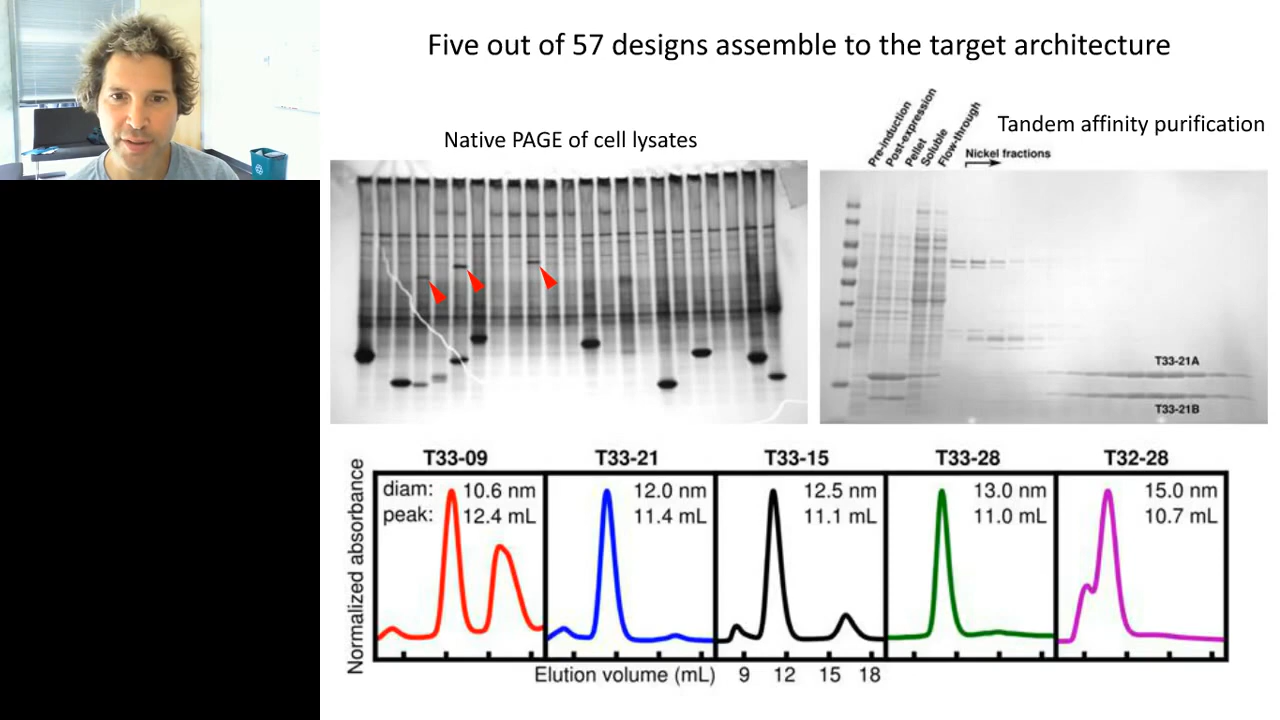 Five out of 57 designs assemble to the target architecture
Native PAGE of cell lysates
Pre-induction
Post-expression
Pellet
Soluble
Flow-through
Tandem affinity purification
Nickel fractions
T33-21A
T33-21B
T33-09
T33-21
T33-15
T33-28
T32-28
Normalized absorbance
diam: 10.6 nm
peak: 12.4 mL
12.0 nm
11.4 mL
12.5 nm
11.1 mL
13.0 nm
11.0 mL
15.0 nm
10.7 mL
Elution volume (mL) 9 12 15 18